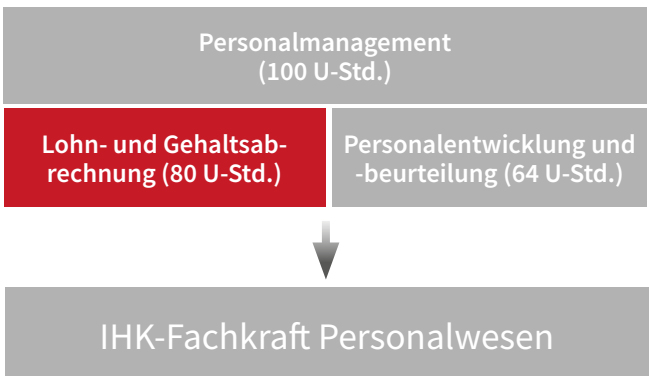 Personalmanagement
(100 U-Std.)
Lohn- und Gehaltsab-
rechnung (80 U-Std.)
Personalentwicklung und
-beurteilung (64 U-Std.)
IHK-Fachkraft Personalwesen